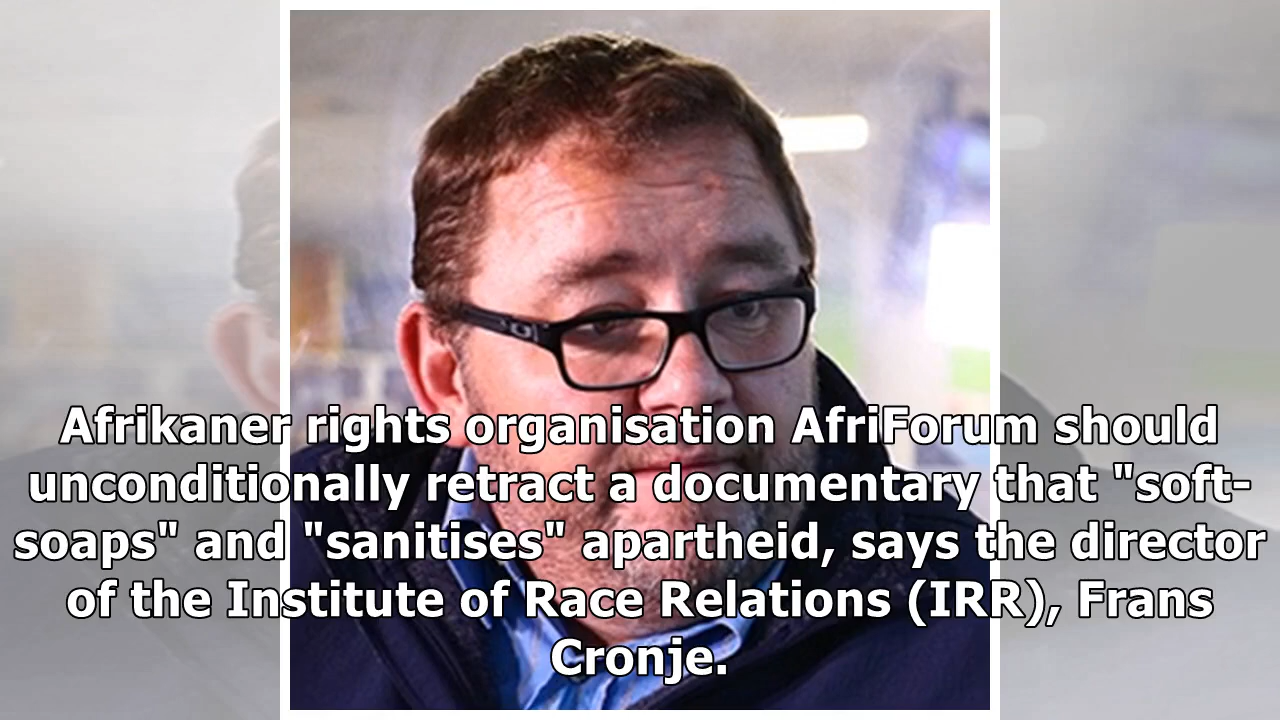 Afrikaner rights organisation AfriForum should
unconditionally retract a documentary that "soft-
soaps" and "sanitises" apartheid, says the director
of the Institute of Race Relations (IRR), Frans
Cronje.